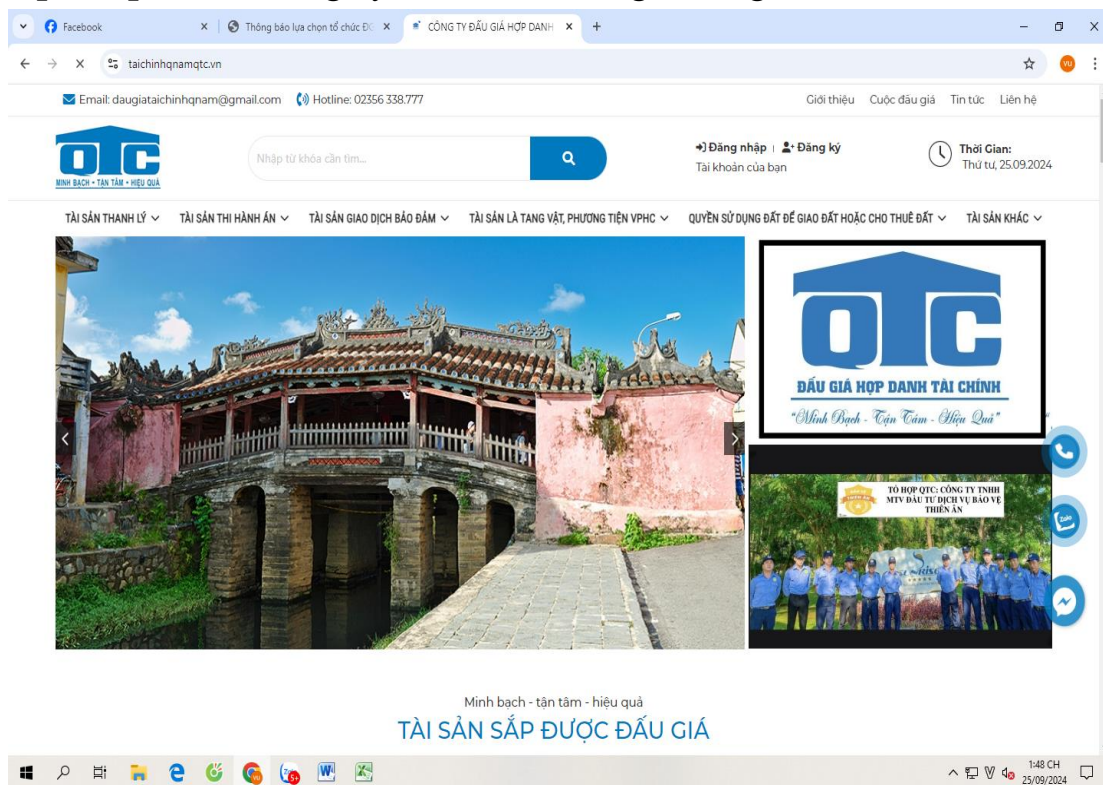 Facebook
Thông báo lựa chọn tổ chức ĐG
CÔNG TY ĐẤU GIÁ HỢP DANH
taichinhqnamqtc.vn
VU
Email: daugiataichinhqnam@gmail.com
Hotline: 02356 338.777
Giới thiệu Cuộc đấu giá Tin tức Liên hệ
QTC
MINH BẠCH - TẬN TÂM - HIỆU QUẢ
Nhập từ khóa cần tìm...
Đăng nhập | Đăng ký
Tài khoản của bạn
Thời Gian:
Thứ tư, 25.09.2024
TÀI SẢN THANH LÝ TÀI SẢN THI HÀNH ÁN TÀI SẢN GIAO DỊCH BẢO ĐẢM TÀI SẢN LÀ TANG VẬT, PHƯƠNG TIỆN VPHC QUYỀN SỬ DỤNG ĐẤT ĐỂ GIAO ĐẤT HOẶC CHO THUÊ ĐẤT TÀI SẢN KHÁC
QTC
ĐẤU GIÁ HỢP DANH TÀI CHÍNH
"Minh Bạch - Tận Tâm - Hiệu Quả"
TỔ HỢP QTC: CÔNG TY TNHH
MTV ĐẦU TƯ DỊCH VỤ BẢO VỆ
THIÊN ÂN
Zalo
Minh bạch - tận tâm - hiệu quả
TÀI SẢN SẮP ĐƯỢC ĐẤU GIÁ
5+
1:48 CH
25/09/2024